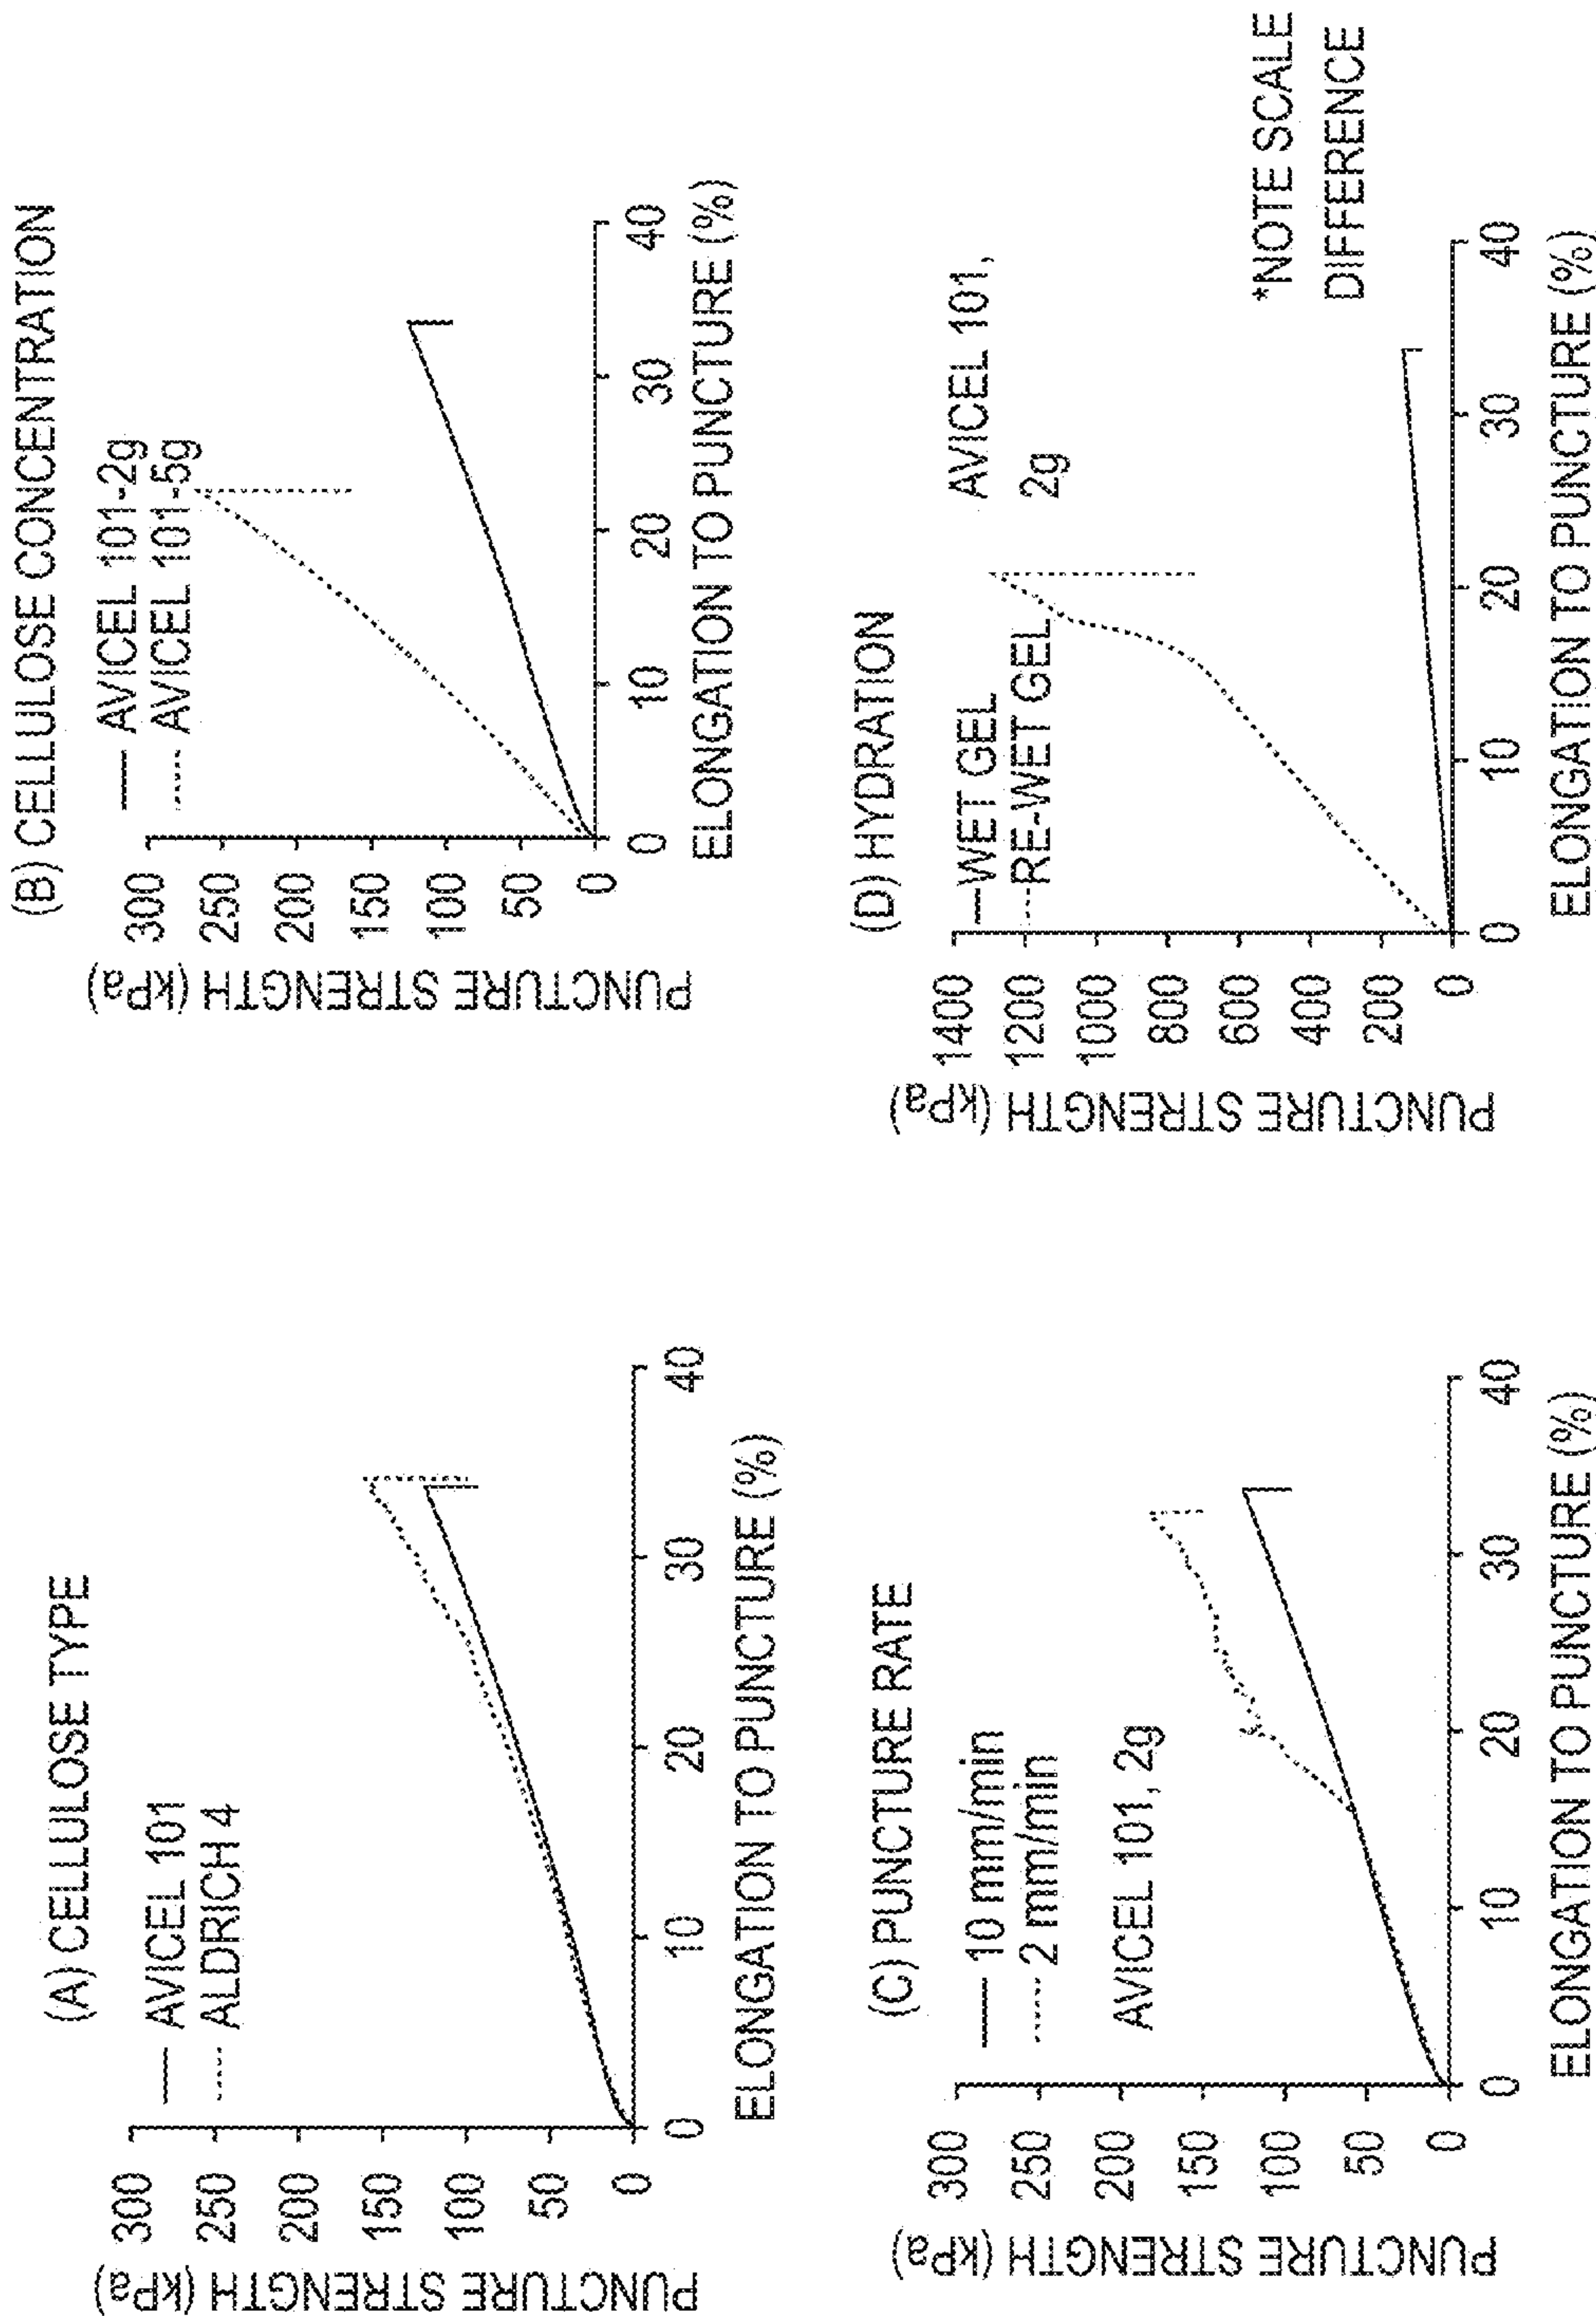 (A) CELLULOSE TYPE
AVICEL 101
ALDRICH 4
PUNCTURE STRENGTH (kPa)
300
250
200
150
100
50
0
0 10 20 30 40
ELONGATION TO PUNCTURE (%)
(B) CELLULOSE CONCENTRATION
AVICEL 101-2g
AVICEL 101-5g
PUNCTURE STRENGTH (kPa)
300
250
200
150
100
50
0
0 10 20 30 40
ELONGATION TO PUNCTURE (%)
(C) PUNCTURE RATE
10 mm/min
2 mm/min
AVICEL 101, 2g
PUNCTURE STRENGTH (kPa)
300
250
200
150
100
50
0
0 10 20 30 40
ELONGATION TO PUNCTURE (%)
(D) HYDRATION
WET GEL
RE-WET GEL
AVICEL 101,
2g
PUNCTURE STRENGTH (kPa)
1400
1200
1000
800
600
400
200
0
0 10 20 30 40
ELONGATION TO PUNCTURE (%)
*NOTE SCALE
DIFFERENCE